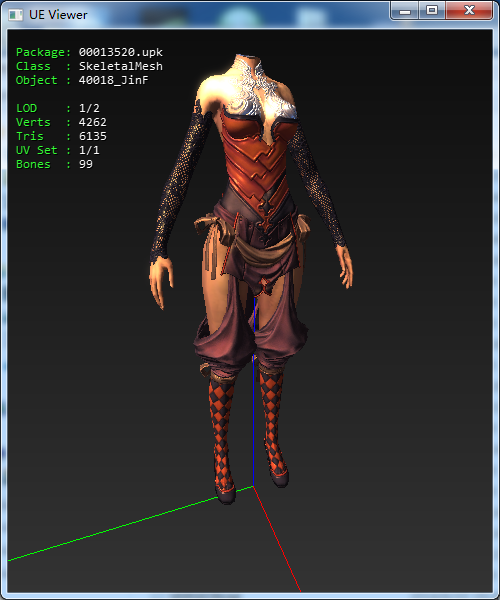 UE Viewer
Package: 00013520.upk
Class : SkeletalMesh
Object : 40018_JinF
LOD : 1/2
Verts : 4262
Tris : 6135
UV Set : 1/1
Bones : 99